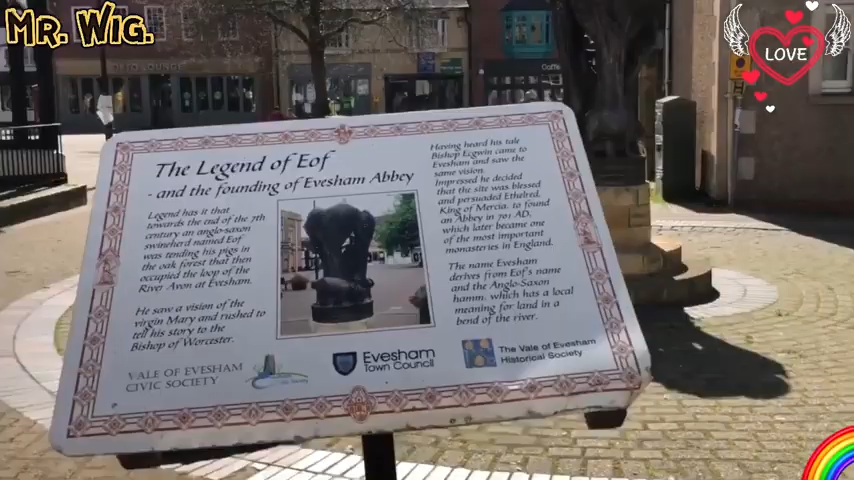 MR. WIG.
LOVE
The Legend of Eof
- and the founding of Evesham Abbey
Legend has it that
towards the end of the 7th
century an anglo-saxon
swineherd named Eof
was tending his pigs in
the oak forest that then
occupied the loop of the
River Avon at Evesham.
He saw a vision of the
virgin Mary and rushed to
tell his story to the
Bishop of Worcester.
Having heard his tale
Bishop Ecgwin came to
Evesham and saw the
same vision.
Impressed he decided
that the site was blessed
and persuaded Ethelred,
King of Mercia, to found
an Abbey in 701 AD,
which later became one
of the most important
monasteries in England.
The name Evesham
derives from Eof's name
and the Anglo-Saxon
hamm, which has a local
meaning for land in a
bend of the river.
VALE OF EVESHAM
CIVIC SOCIETY
Evesham
Town Council
The Vale of Evesham
Historical Society